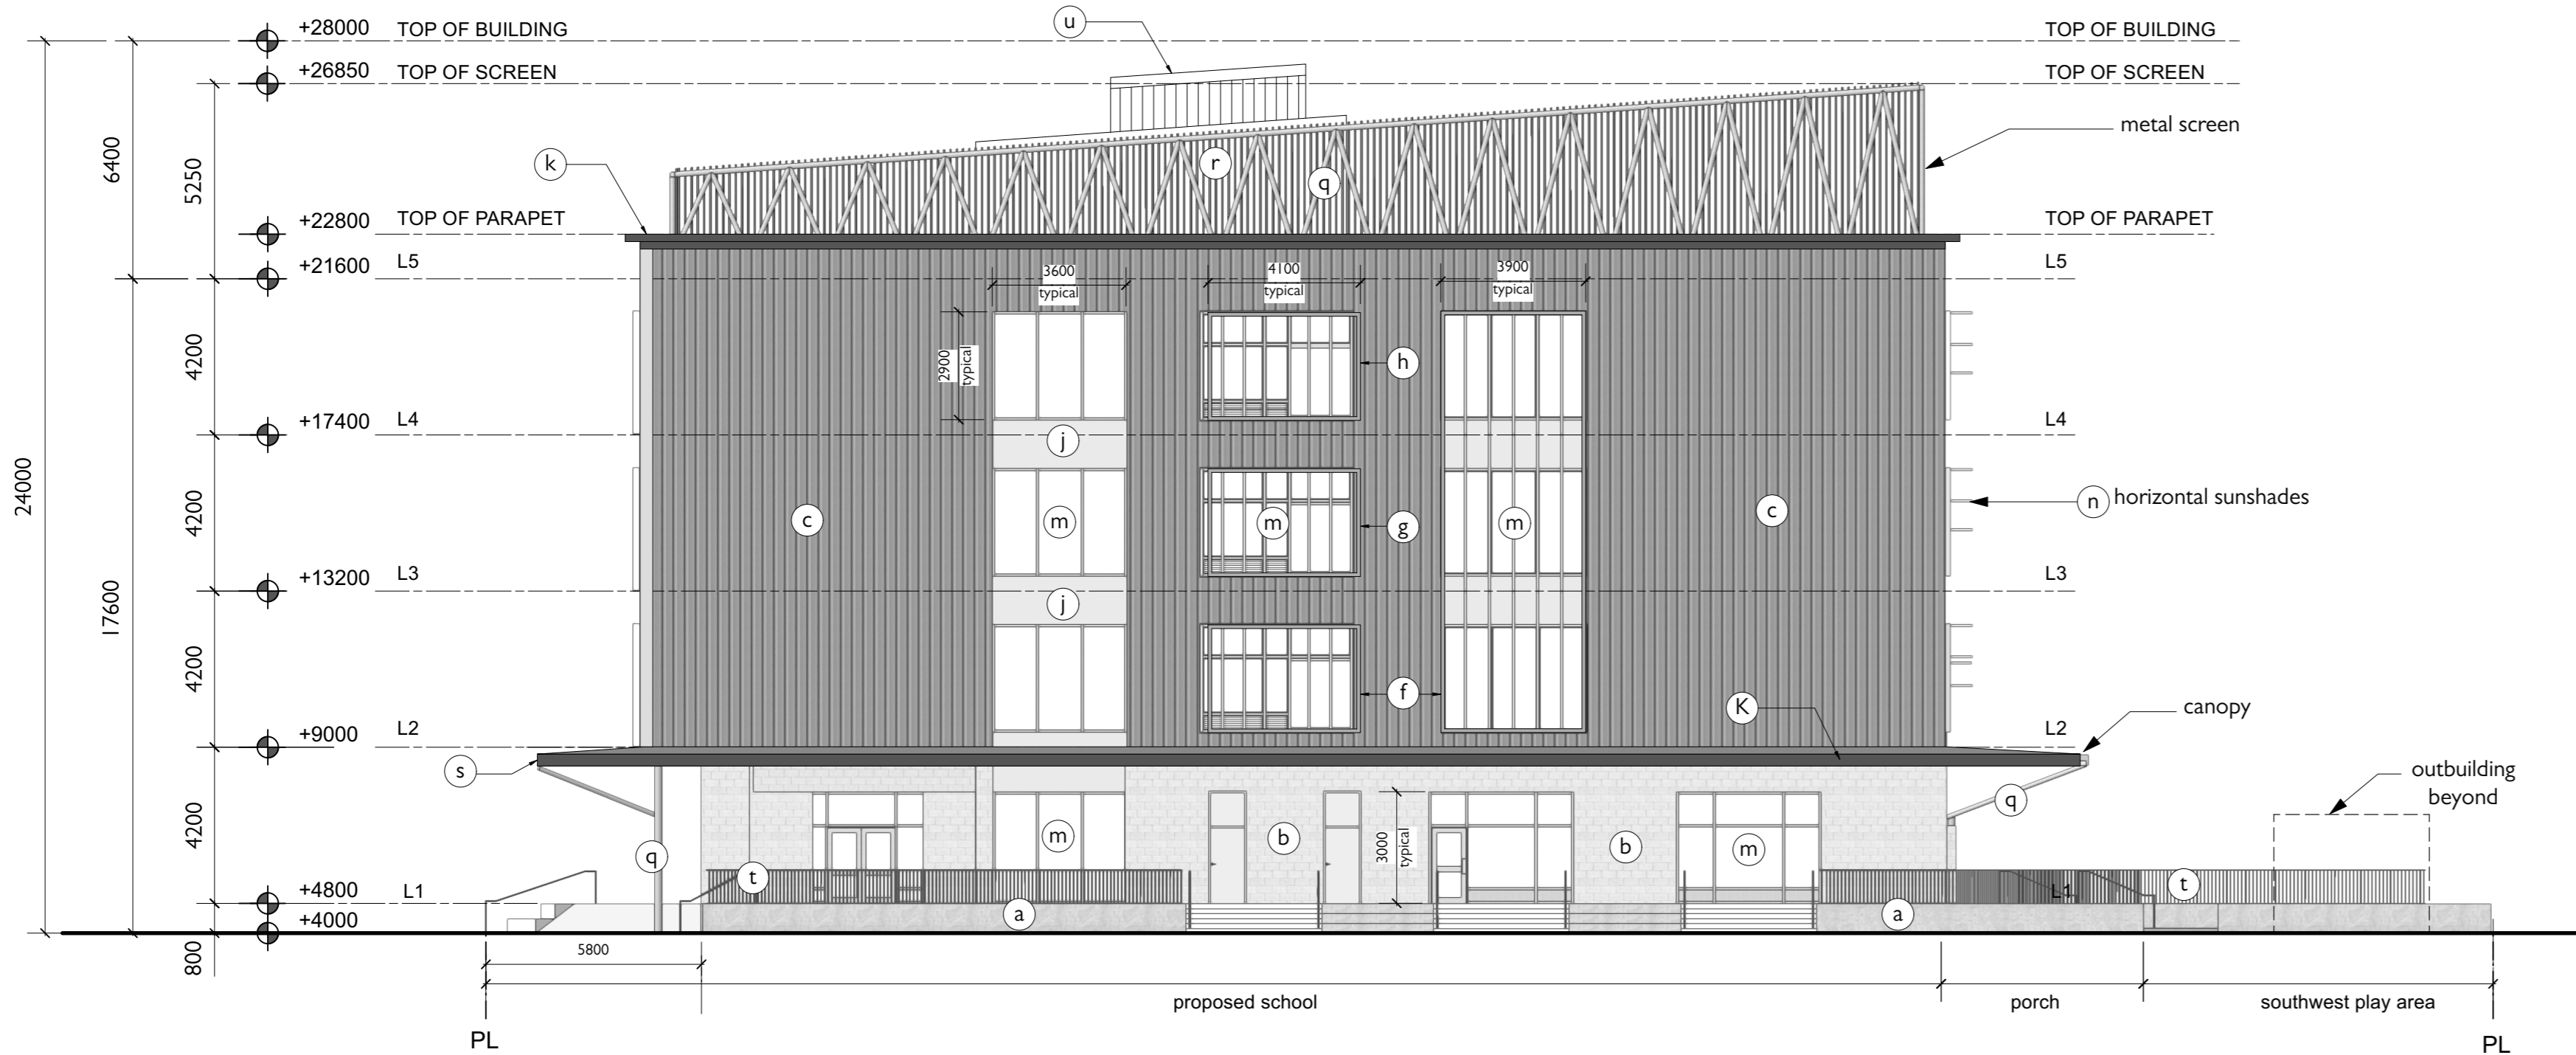 u
+28000 TOP OF BUILDING TOP OF BUILDING
+26850 TOP OF SCREEN TOP OF SCREEN
metal screen
6400
5250
k
r
q
+22800 TOP OF PARAPET TOP OF PARAPET
+21600 L5 L5
3600
typical
4100
typical
3900
typical
2900
typical
4200
h
+17400 L4 L4
j
24000
4200
c
m
m
g
m
c
n horizontal sunshades
+13200 L3 L3
j
17600
4200
f
K
canopy
+9000 L2 L2
s
outbuilding
beyond
q
4200
m
3000
typical
b
b
m
q
t
t
+4800 L1 L1
a
a
+4000
800
5800
proposed school
porch
southwest play area
PL
PL